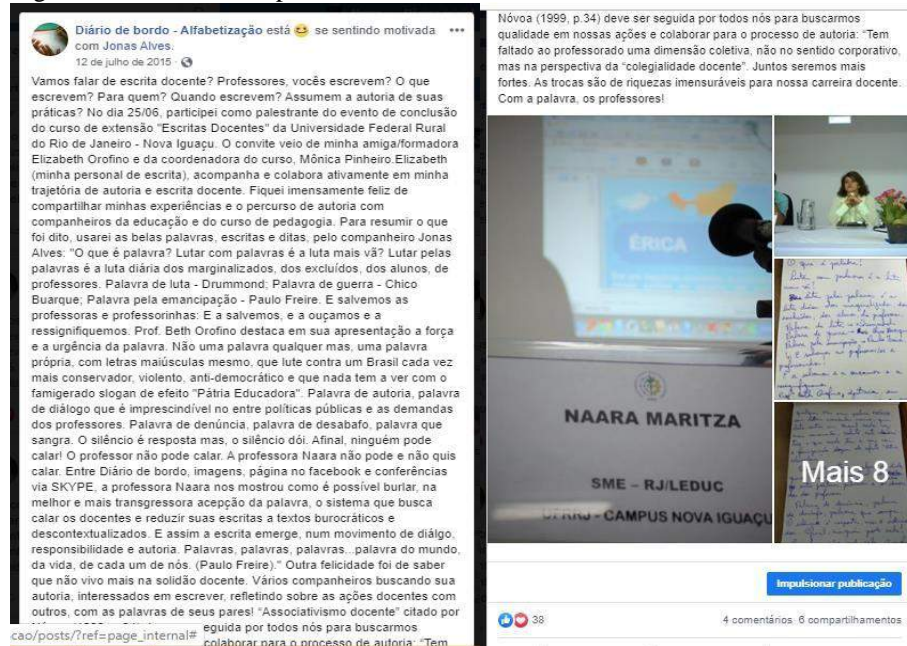 Diário de bordo - Alfabetização está se sentindo motivada
com Jonas Alves.
12 de julho de 2015
Vamos falar de escrita docente? Professores, vocês escrevem? O que
escrevem? Para quem? Quando escrevem? Assumem a autoria de suas
práticas? No dia 25/06, participei como palestrante do evento de conclusão
do curso de extensão "Escritas Docentes" da Universidade Federal Rural
do Rio de Janeiro - Nova Iguaçu. O convite veio de minha amiga/formadora
Elizabeth Orofino e da coordenadora do curso, Mônica Pinheiro.Elizabeth
(minha personal de escrita), acompanha e colabora ativamente em minha
trajetória de autoria e escrita docente. Fiquei imensamente feliz de
compartilhar minhas experiências e o percurso de autoria com
companheiros da educação e do curso de pedagogia. Para resumir o que
foi dito, usarei as belas palavras, escritas e ditas, pelo companheiro Jonas
Alves: "O que é palavra? Lutar com palavras é a luta mais vã? Lutar pelas
palavras é a luta diária dos marginalizados, dos excluídos, dos alunos, de
professores. Palavra de luta - Drummond; Palavra de guerra - Chico
Buarque; Palavra pela emancipação - Paulo Freire. E salvemos as
professoras e professorinhas: E a salvemos, e a ouçamos e a
ressignifiquemos. Prof. Beth Orofino destaca em sua apresentação a força
e a urgência da palavra. Não uma palavra qualquer mas, uma palavra
própria, com letras maiúsculas mesmo, que lute contra um Brasil cada vez
mais conservador, violento, anti-democrático e que nada tem a ver com o
famigerado slogan de efeito "Pátria Educadora". Palavra de autoria, palavra
de diálogo que é imprescindível no entre políticas públicas e as demandas
dos professores. Palavra de denúncia, palavra de desabafo, palavra que
sangra. O silêncio é resposta mas, o silêncio dói. Afinal, ninguém pode
calar! O professor não pode calar. A professora Naara não pode e não quis
calar. Entre Diário de bordo, imagens, página no facebook e conferências
via SKYPE, a professora Naara nos mostrou como é possível burlar, na
melhor e mais transgressora acepção da palavra, o sistema que busca
calar os docentes e reduzir suas escritas a textos burocráticos e
descontextualizados. E assim a escrita emerge, num movimento de diálgo,
responsibilidade e autoria. Palavras, palavras, palavras...palavra do mundo,
da vida, de cada um de nós. (Paulo Freire)." Outra felicidade foi de saber
que não vivo mais na solidão docente. Vários companheiros buscando sua
autoria, interessados em escrever, refletindo sobre as ações docentes com
outros, com as palavras de seus pares! "Associativismo docente" citado por
eguida por todos nós para buscarmos
cao/posts/?ref=page_internal#
colaborar para o processo de autoria: "Tem
Nóvoa (1999, p.34) deve ser seguida por todos nós para buscarmos
qualidade em nossas ações e colaborar para o processo de autoria: "Tem
faltado ao professorado uma dimensão coletiva, não no sentido corporativo,
mas na perspectiva da "colegialidade docente". Juntos seremos mais
fortes. As trocas são de riquezas imensuráveis para nossa carreira docente.
Com a palavra, os professores!
ÉRICA
NAARA MARITZA
SME - RJ/LEDUC
UFRRJ - CAMPUS NOVA IGUAÇU
Mais 8
Impulsionar publicação
38
4 comentários 6 compartilhamentos